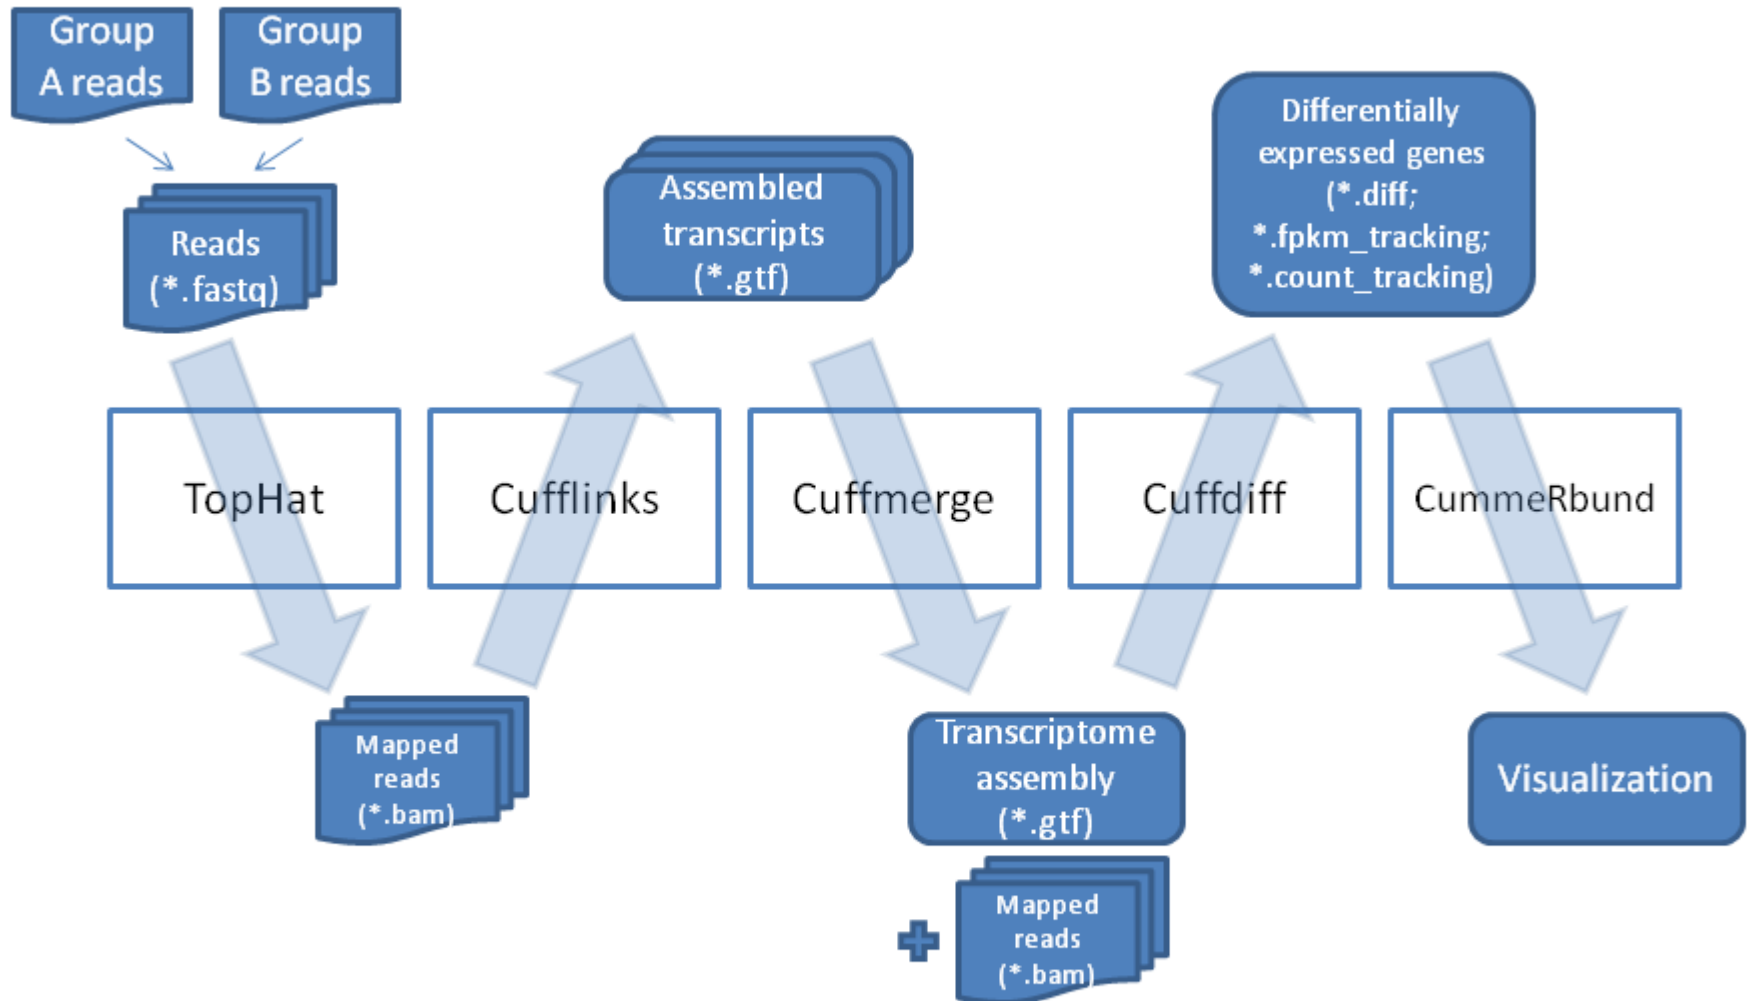 Group
A reads
Group
B reads
Reads
(*.fastq)
Assembled
transcripts
(*.gtf)
Differentially
expressed genes
(*.diff;
*.fpkm_tracking;
*.count_tracking)
TopHat
Cufflinks
Cuffmerge
Cuffdiff
CummeRbund
Mapped
reads
(*.bam)
Transcriptome
assembly
(*.gtf)
Mapped
reads
(*.bam)
Visualization